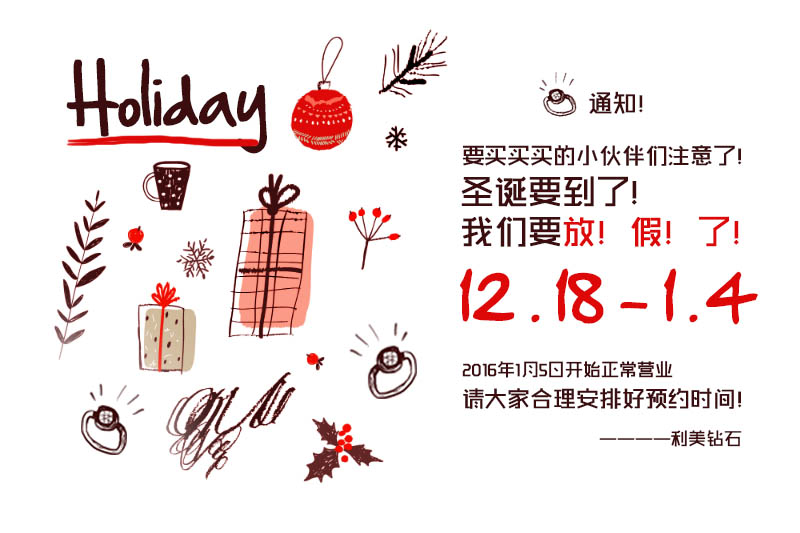 Holiday
通知!
要买买买的小伙伴们注意了!
圣诞要到了!
我们要放! 假! 了!
12.18-1.4
2016年1月5日开始正常营业
请大家合理安排好预约时间!
————利美钻石